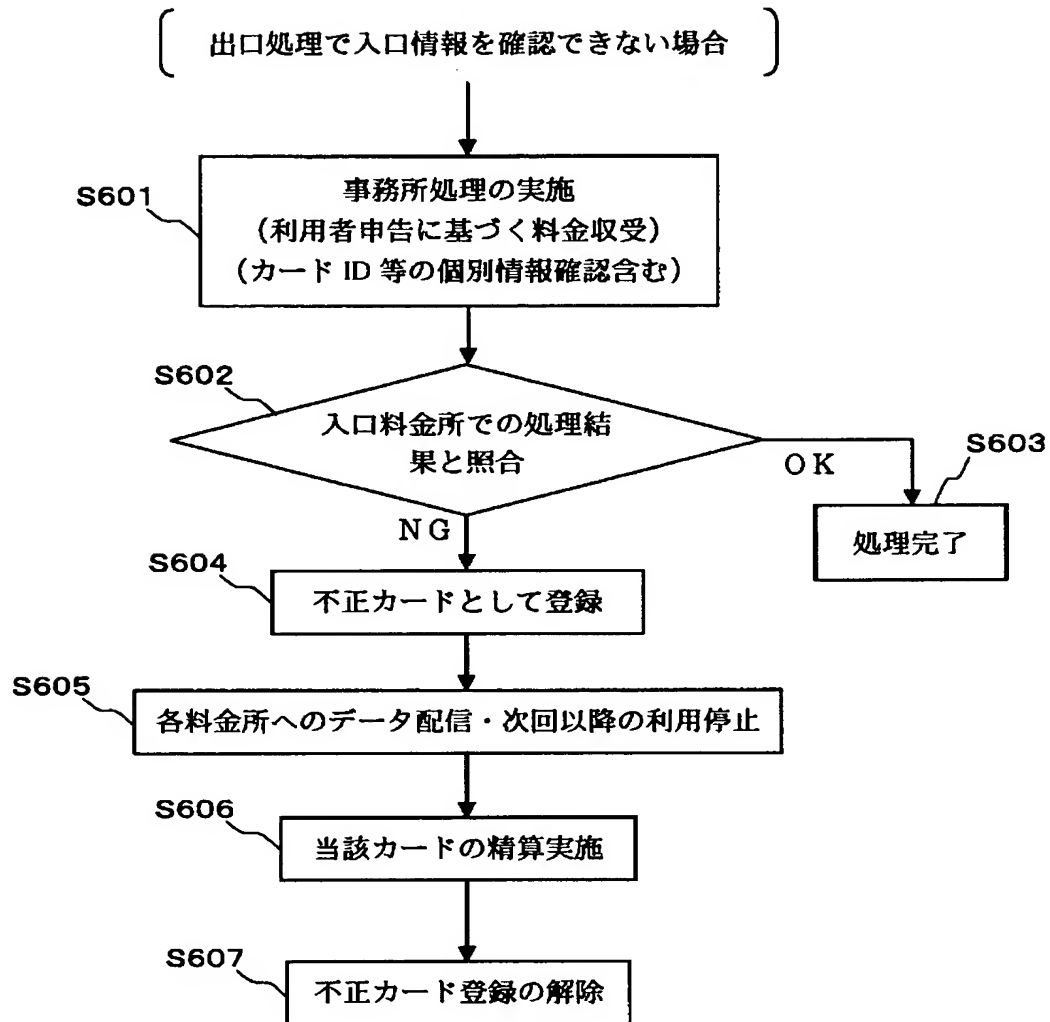 出口処理で入口情報を確認できない場合
S601
事務所処理の実施
（利用者申告に基づく料金収受）
（カード ID 等の個別情報確認含む）
S602
入口料金所での処理結
果と照合
OK
S603
処理完了
NG
S604
不正カードとして登録
S605
各料金所へのデータ配信・次回以降の利用停止
S606
当該カードの精算実施
S607
不正カード登録の解除